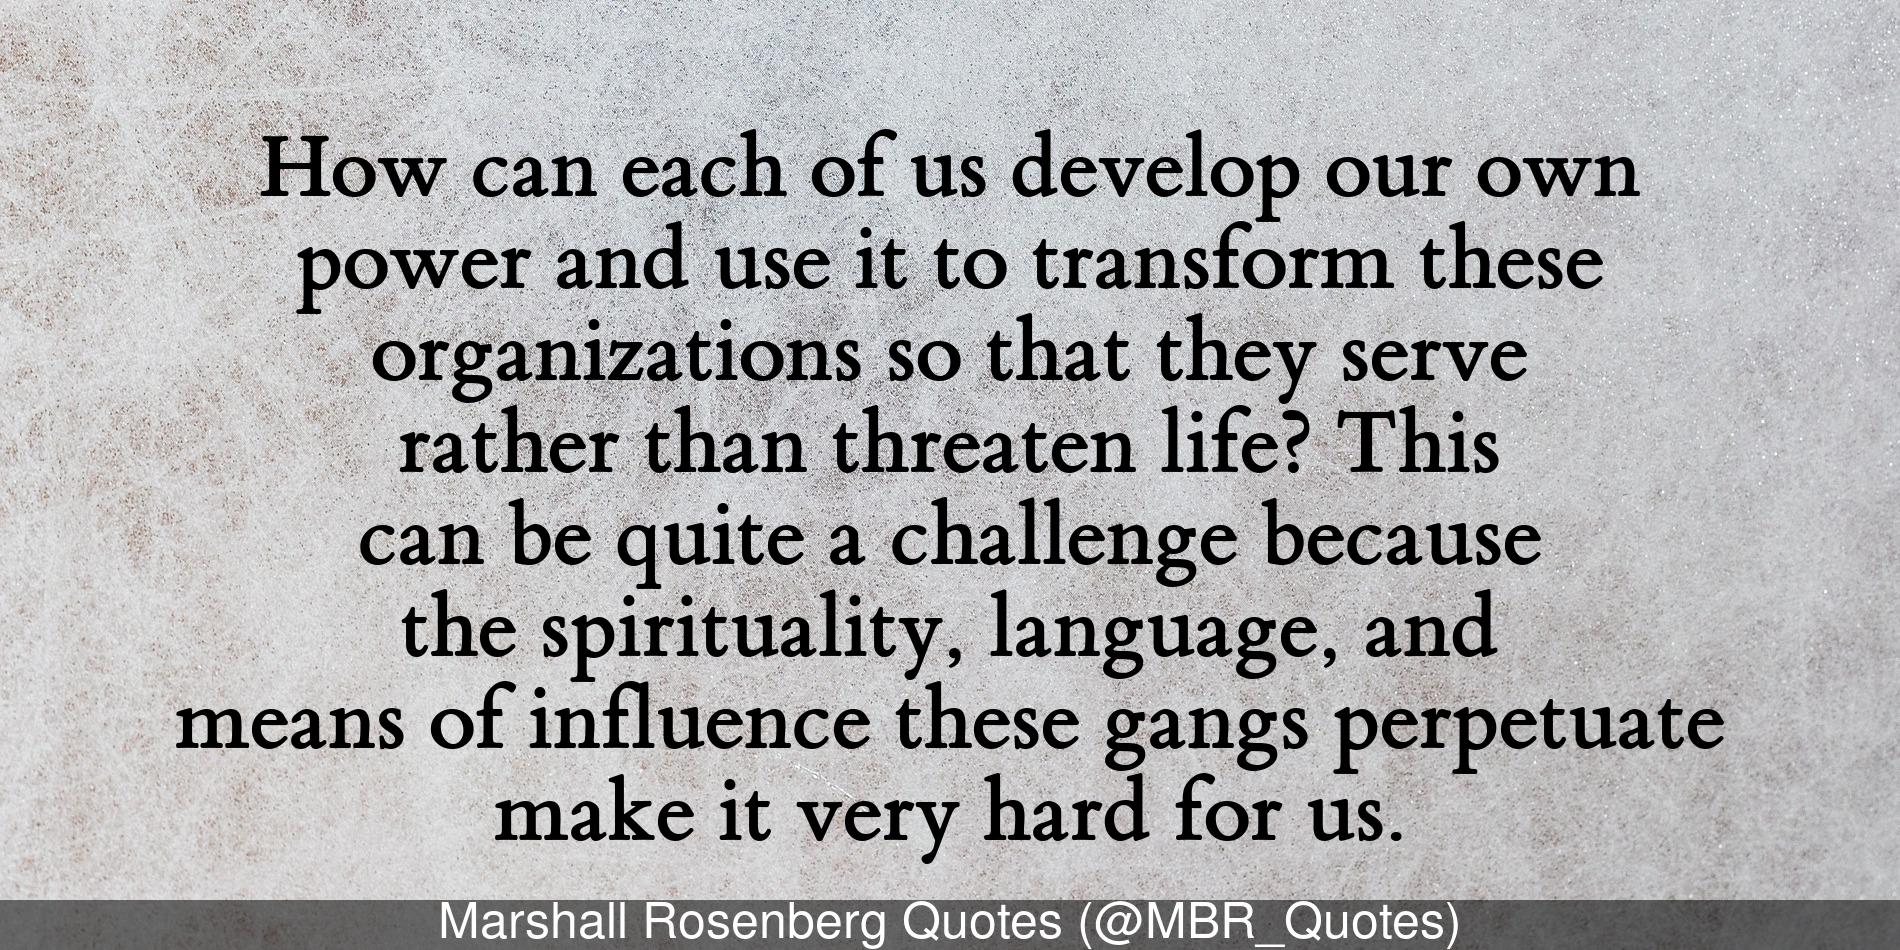 How can each of us develop our own
power and use it to transform these
organizations so that they serve
rather than threaten life? This
can be quite a challenge because
the spirituality, language, and
means of influence these gangs perpetuate
make it very hard for us.
Marshall Rosenberg Quotes (@MBR_Quotes)